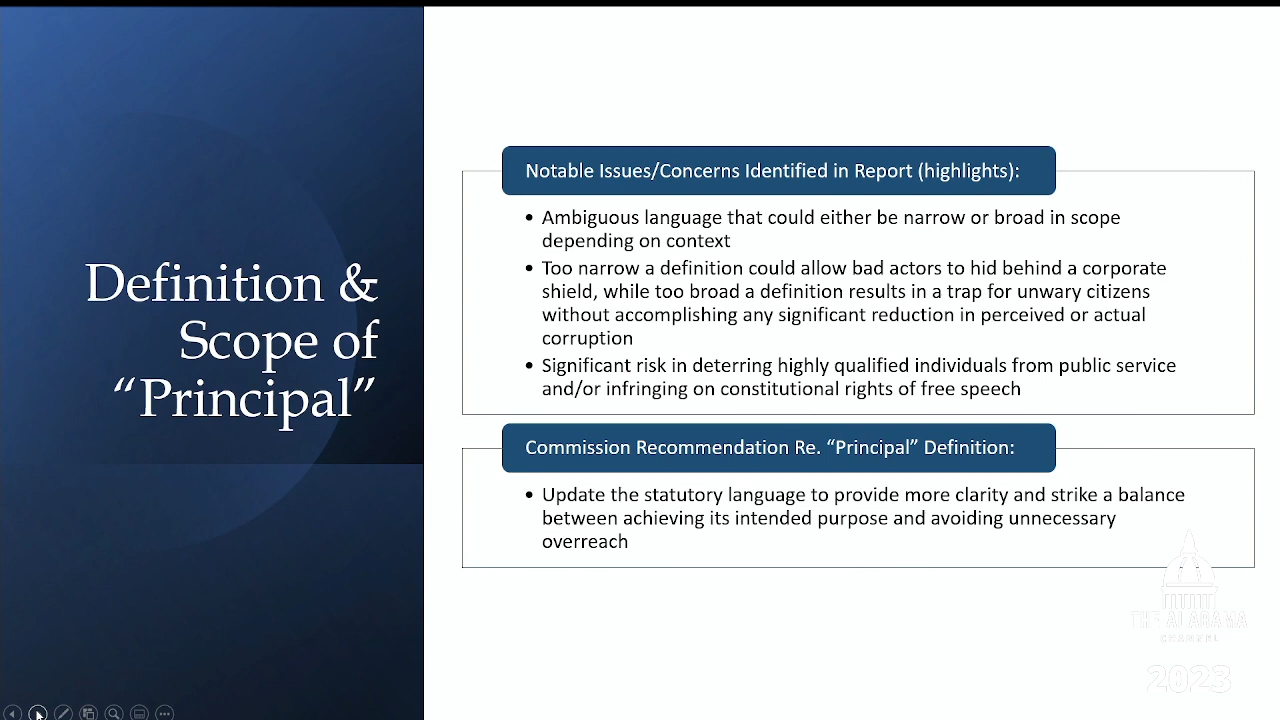 Definition &
Scope of
“Principal”
Notable Issues/Concerns Identified in Report (highlights):
• Ambiguous language that could either be narrow or broad in scope
depending on context
• Too narrow a definition could allow bad actors to hid behind a corporate
shield, while too broad a definition results in a trap for unwary citizens
without accomplishing any significant reduction in perceived or actual
corruption
• Significant risk in deterring highly qualified individuals from public service
and/or infringing on constitutional rights of free speech
Commission Recommendation Re. “Principal” Definition:
• Update the statutory language to provide more clarity and strike a balance
between achieving its intended purpose and avoiding unnecessary
overreach
THE ALABAMA
CHANNEL
2023